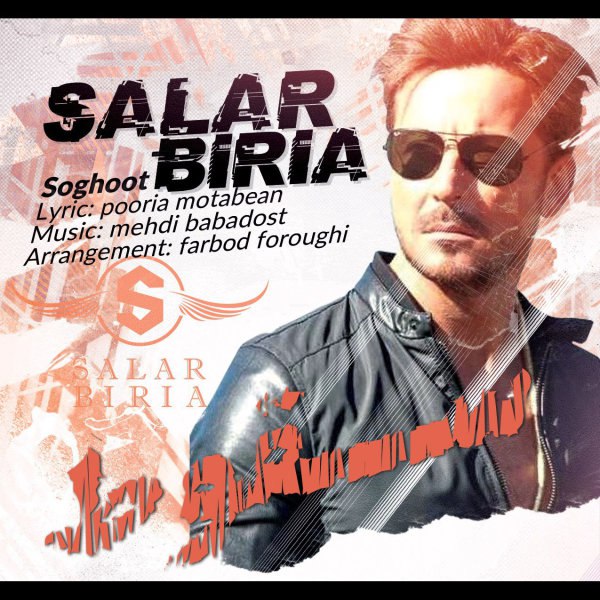 SALAR
BIRIA
Soghoot
Lyric: pooria motabean
Music: mehdi babadost
Arrangement: farbod foroughi
S
SALAR
BIRIA